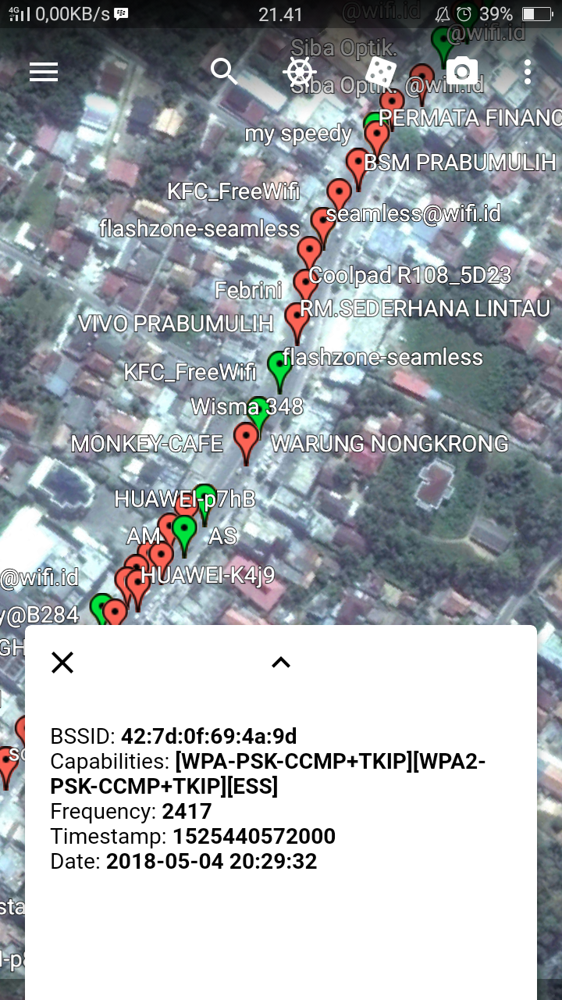 4G 0,00KB/s 21.41 39%
@wifi.id
@wifi.id
Siba Optik.
Siba Optik. @wifi.id
PERMATA FINANC
my speedy
BSM PRABUMULIH
KFC_FreeWifi
seamless@wifi.id
flashzone-seamless
Coolpad R108_5D23
Febrini
RM.SEDERHANA LINTAU
VIVO PRABUMULIH
flashzone-seamless
KFC_FreeWifi
Wisma 348
MONKEY-CAFE WARUNG NONGKRONG
HUAWEI-p7hB
AM AS
HUAWEI-K4j9
@wifi.id
y@B284
GH
sc
BSSID: 42:7d:0f:69:4a:9d
Capabilities: [WPA-PSK-CCMP+TKIP][WPA2-
PSK-CCMP+TKIP][ESS]
Frequency: 2417
Timestamp: 1525440572000
Date: 2018-05-04 20:29:32
sta